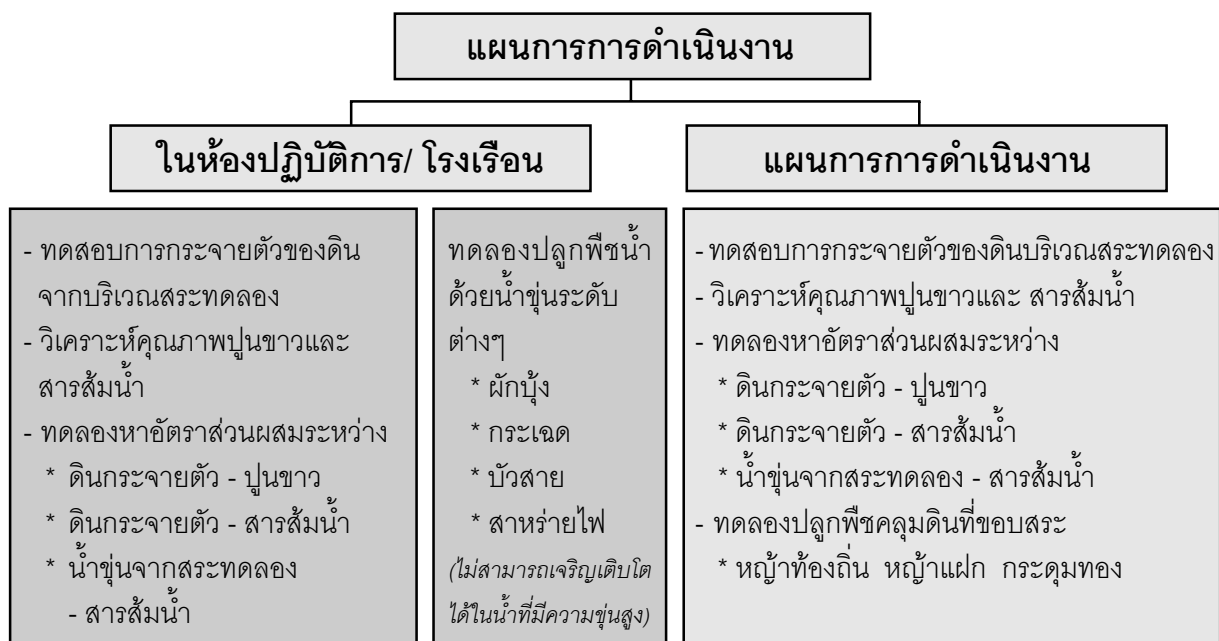 แผนการการดำเนินงาน
ในห้องปฏิบัติการ/ โรงเรือน
แผนการการดำเนินงาน
- ทดสอบการกระจายตัวของดิน
จากบริเวณสระทดลอง
- วิเคราะห์คุณภาพปูนขาวและ
สารส้มน้ำ
- ทดลองหาอัตราส่วนผสมระหว่าง
* ดินกระจายตัว - ปูนขาว
* ดินกระจายตัว - สารส้มน้ำ
* น้ำขุ่นจากสระทดลอง
- สารส้มน้ำ
ทดลองปลูกพืชน้ำ
ด้วยน้ำขุ่นระดับ
ต่างๆ
* ผักบุ้ง
* กระเฉด
* บัวสาย
* สาหร่ายไฟ
(ไม่สามารถเจริญเติบโต
ได้ในน้ำที่มีความขุ่นสูง)
- ทดสอบการกระจายตัวของดินบริเวณสระทดลอง
- วิเคราะห์คุณภาพปูนขาวและ สารส้มน้ำ
- ทดลองหาอัตราส่วนผสมระหว่าง
* ดินกระจายตัว - ปูนขาว
* ดินกระจายตัว - สารส้มน้ำ
* น้ำขุ่นจากสระทดลอง - สารส้มน้ำ
- ทดลองปลูกพืชคลุมดินที่ขอบสระ
* หญ้าท้องถิ่น หญ้าแฝก กระดุมทอง